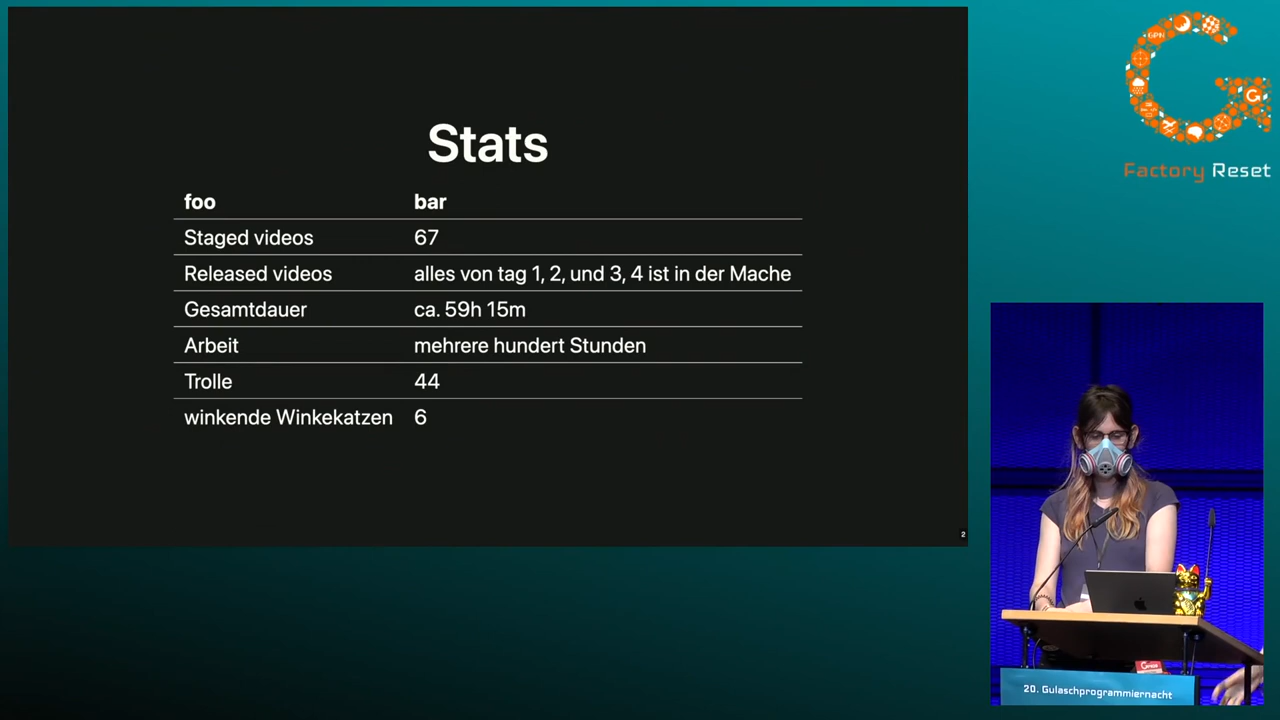 Stats
foo bar
Staged videos 67
Released videos alles von tag 1, 2, und 3, 4 ist in der Mache
Gesamtdauer ca. 59h 15m
Arbeit mehrere hundert Stunden
Trolle 44
winkende Winkekatzen 6
2
GPN
G
Factory Reset
20. Gulaschprogrammiernacht